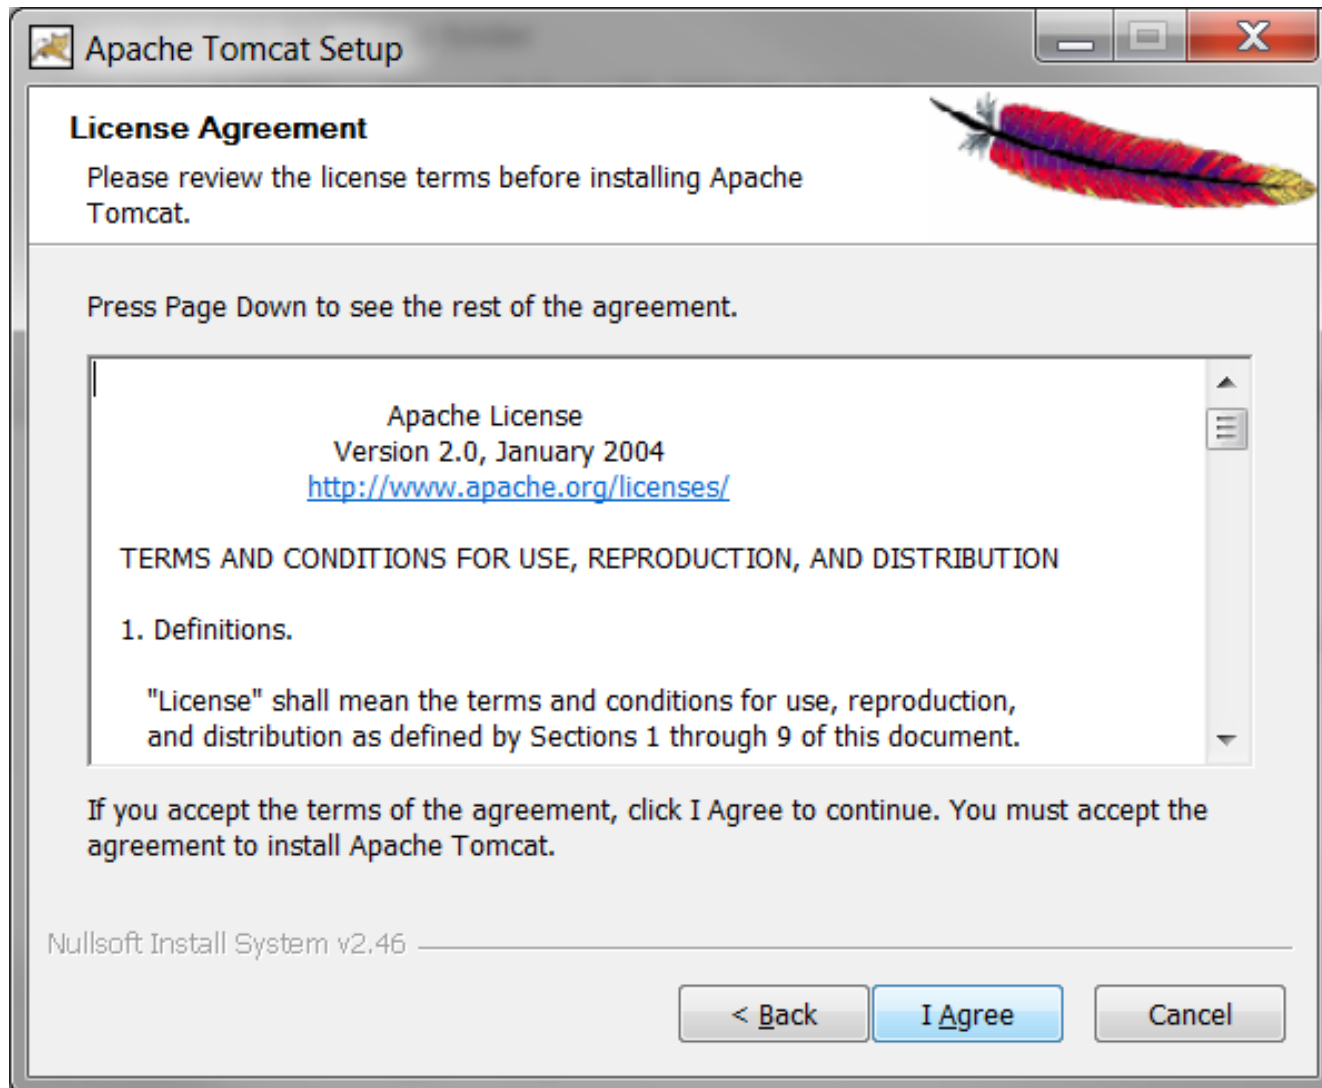 Apache Tomcat Setup
License Agreement
Please review the license terms before installing Apache
Tomcat.
Press Page Down to see the rest of the agreement.
Apache License
Version 2.0, January 2004
http://www.apache.org/licenses/
TERMS AND CONDITIONS FOR USE, REPRODUCTION, AND DISTRIBUTION
1. Definitions.
"License" shall mean the terms and conditions for use, reproduction,
and distribution as defined by Sections 1 through 9 of this document.
If you accept the terms of the agreement, click I Agree to continue. You must accept the
agreement to install Apache Tomcat.
Nullsoft Install System v2.46
< Back I Agree Cancel